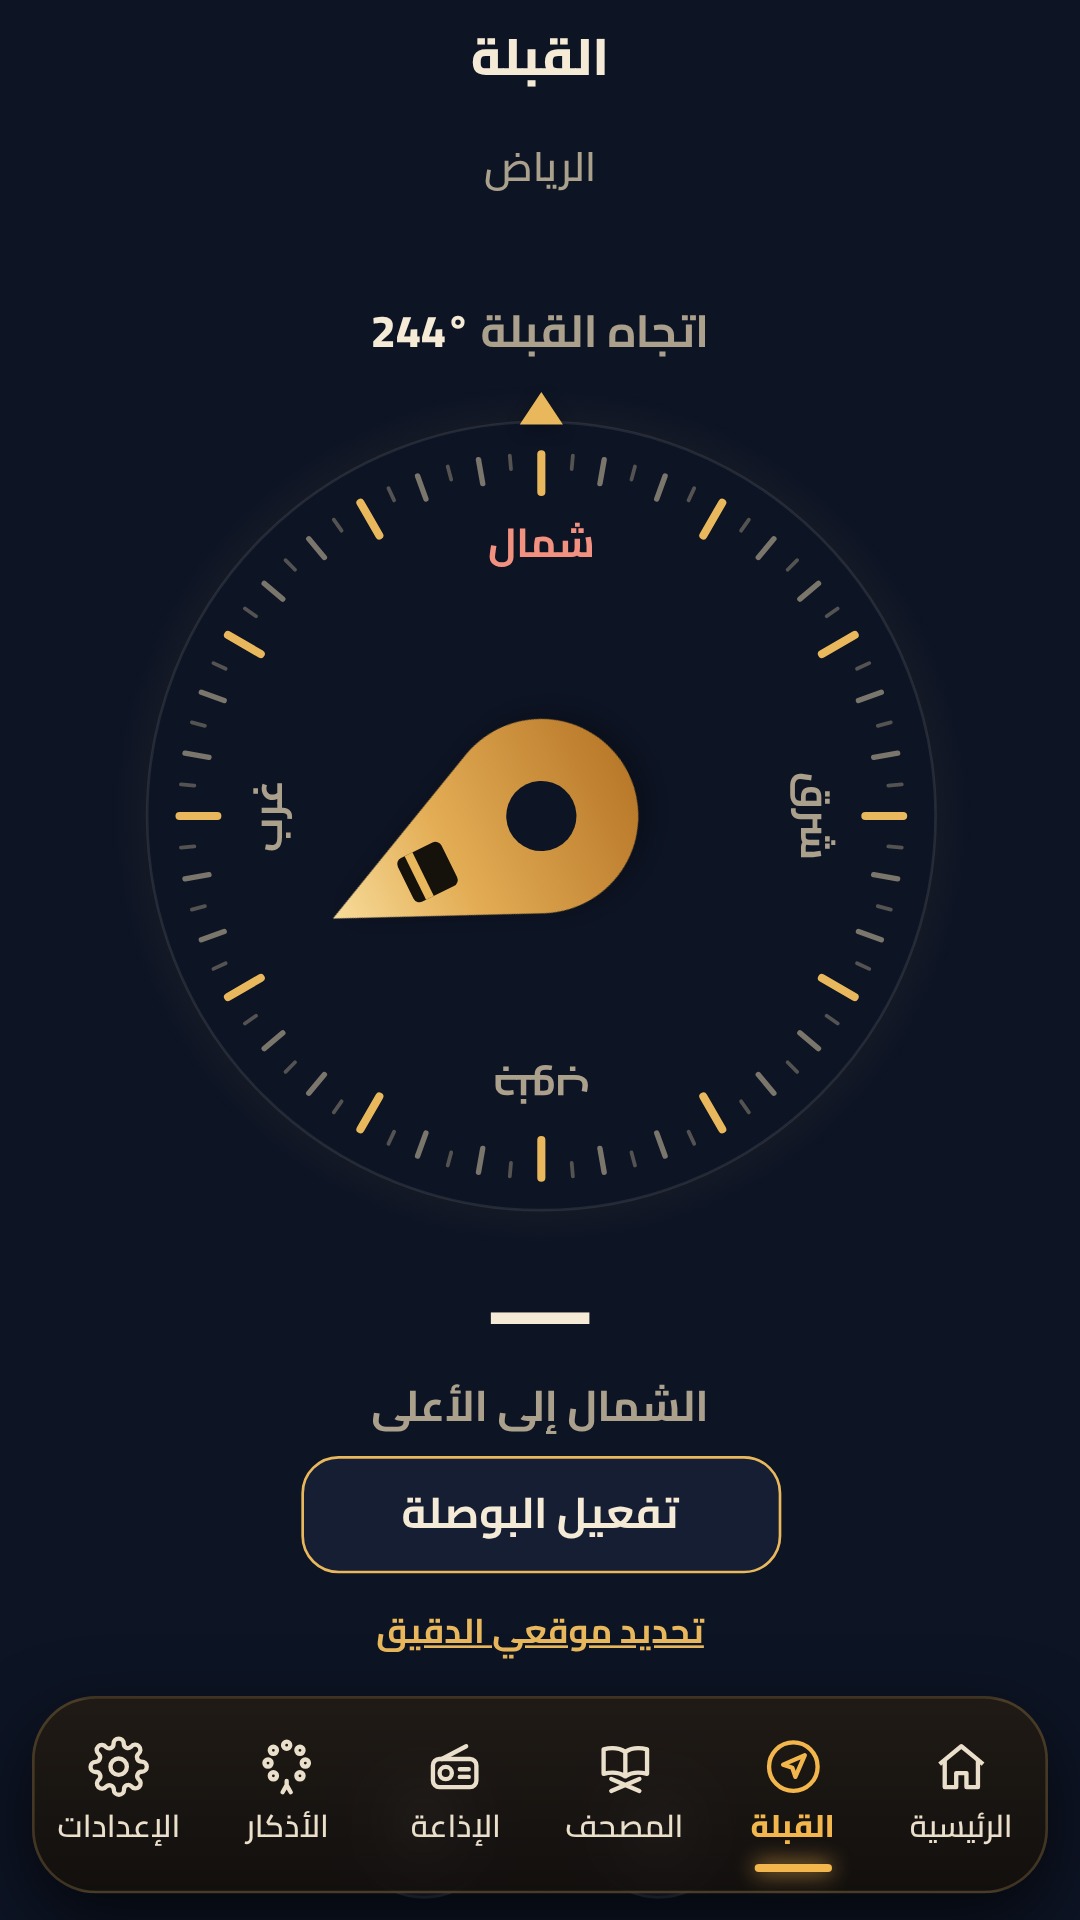 القبلة
الرياض
اتجاه القبلة 244°
شمال
شرق
غرب
جنوب
الشمال إلى الأعلى
تفعيل البوصلة
تحديد موقعي الدقيق
الرئيسية
القبلة
المصحف
الإذاعة
الأذكار
الإعدادات